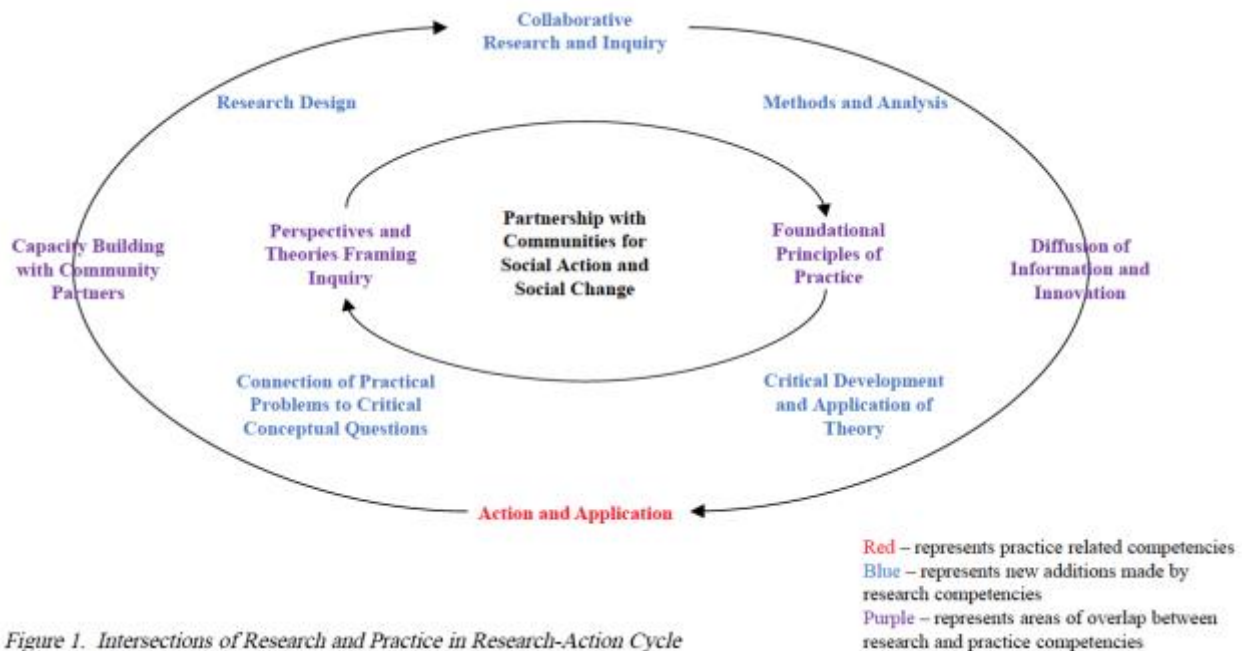 Collaborative
Research and Inquiry
Research Design
Methods and Analysis
Capacity Building
with Community
Partners
Perspectives and
Theories Framing
Inquiry
Partnership with
Communities for
Social Action and
Social Change
Foundational
Principles of
Practice
Diffusion of
Information and
Innovation
Connection of Practical
Problems to Critical
Conceptual Questions
Critical Development
and Application of
Theory
Action and Application
Red – represents practice related competencies
Blue – represents new additions made by
research competencies
Purple – represents areas of overlap between
research and practice competencies
Figure 1. Intersections of Research and Practice in Research-Action Cycle